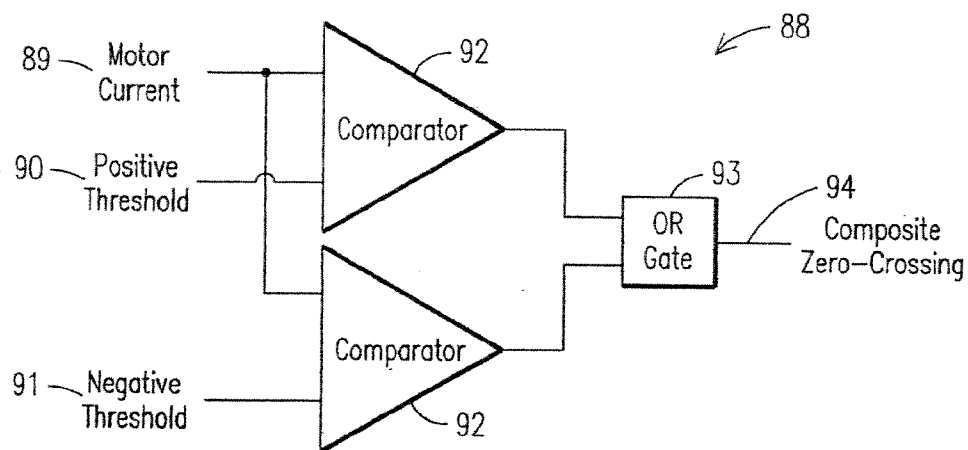 88
89
Motor
Current
92
Comparator
90
Positive
Threshold
93
OR
Gate
94
Composite
Zero-Crossing
Comparator
91
Negative
Threshold
92